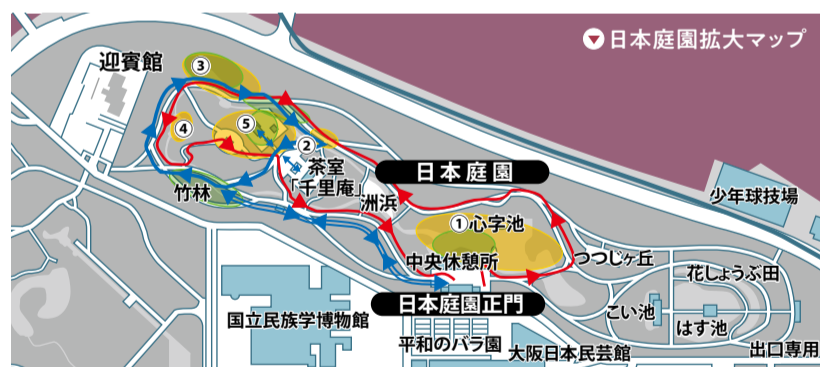 ▼日本庭園拡大マップ
迎賓館
③
⑤
④
②
茶室
「千里庵」
日本庭園
竹林
洲浜
少年球技場
①心字池
つつじヶ丘
中央休憩所
花しょうぶ田
日本庭園正門
こい池
はす池
国立民族学博物館
平和のバラ園
大阪日本民芸館
出口専用